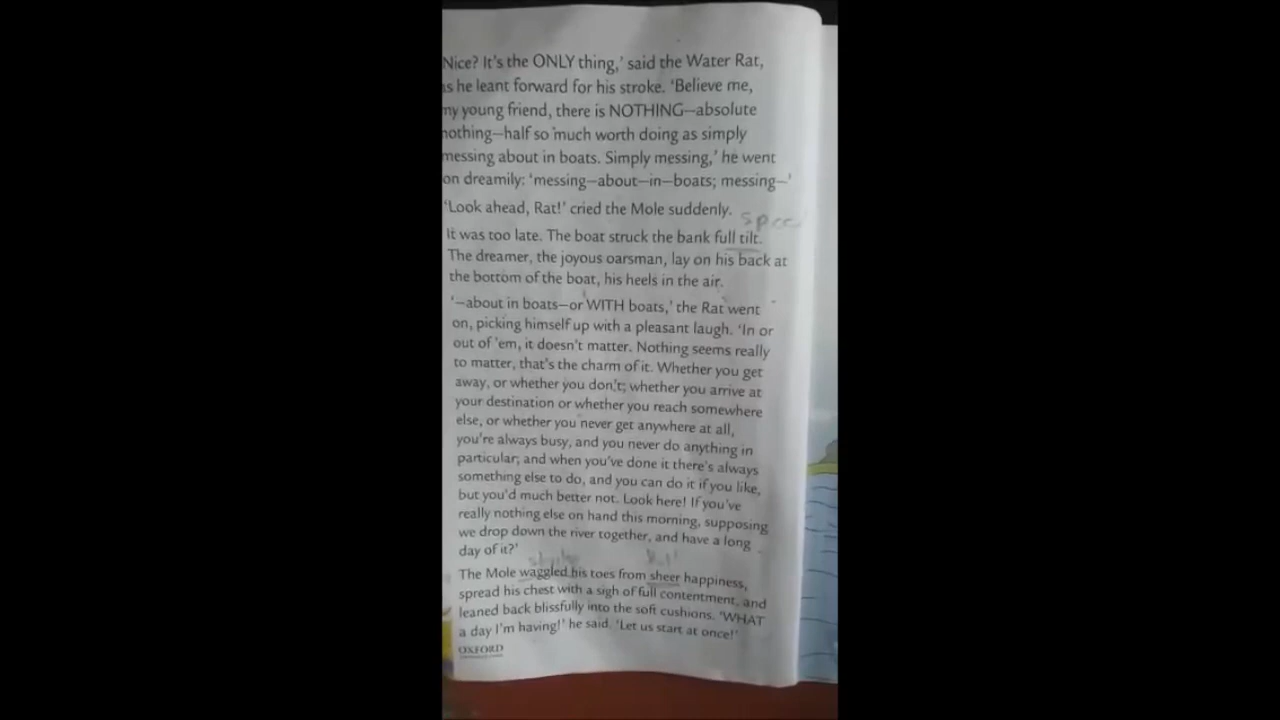 Nice? It's the ONLY thing,' said the Water Rat,
as he leant forward for his stroke. 'Believe me,
my young friend, there is NOTHING—absolute
nothing—half so much worth doing as simply
messing about in boats. Simply messing,' he went
on dreamily: 'messing—about—in—boats; messing—'
'Look ahead, Rat!' cried the Mole suddenly.
It was too late. The boat struck the bank full tilt.
The dreamer, the joyous oarsman, lay on his back at
the bottom of the boat, his heels in the air.
'—about in boats—or WITH boats,' the Rat went
on, picking himself up with a pleasant laugh. 'In or
out of 'em, it doesn't matter. Nothing seems really
to matter, that's the charm of it. Whether you get
away, or whether you don't; whether you arrive at
your destination or whether you reach somewhere
else, or whether you never get anywhere at all,
you're always busy, and you never do anything in
particular; and when you've done it there's always
something else to do, and you can do it if you like,
but you'd much better not. Look here! If you've
really nothing else on hand this morning, supposing
we drop down the river together, and have a long
day of it?'
The Mole waggled his toes from sheer happiness,
spread his chest with a sigh of full contentment, and
leaned back blissfully into the soft cushions. 'WHAT
a day I'm having!' he said. 'Let us start at once!'
OXFORD